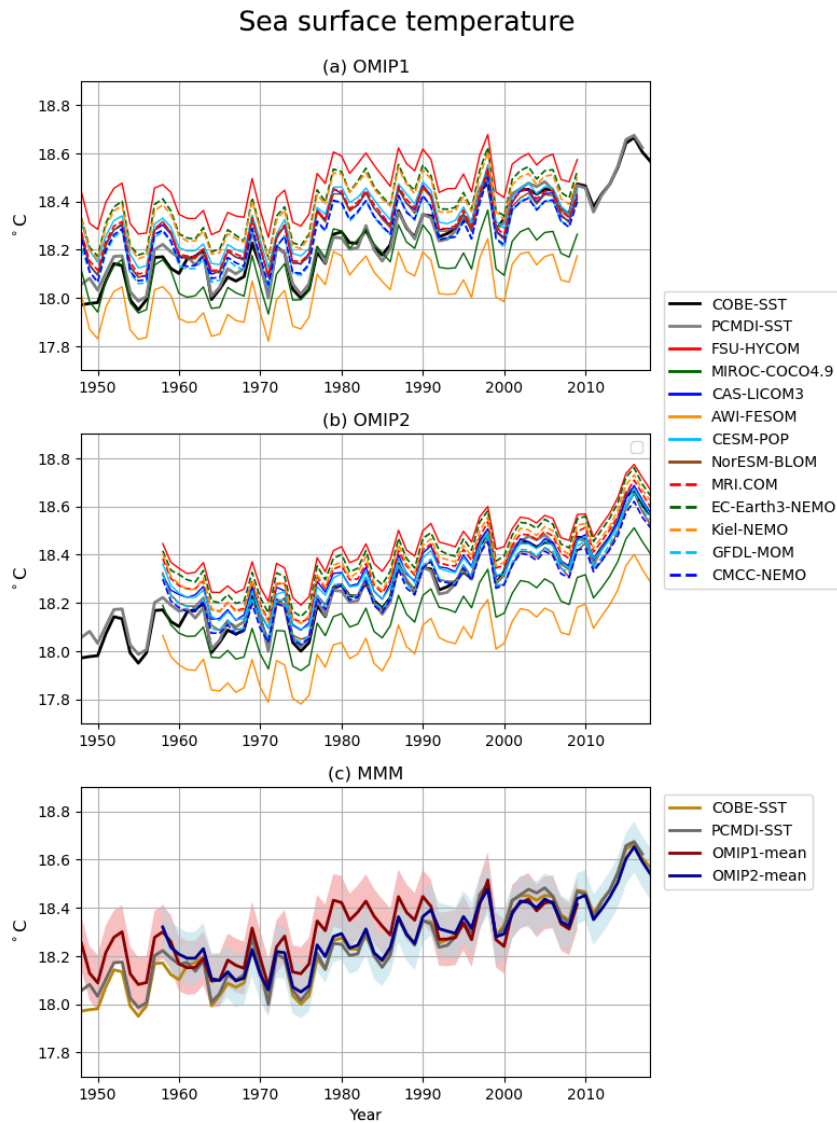 Sea surface temperature
(a) OMIP1
°C
18.8
18.6
18.4
18.2
18.0
17.8
1950 1960 1970 1980 1990 2000 2010
COBE-SST
PCMDI-SST
FSU-HYCOM
MIROC-COCO4.9
CAS-LICOM3
AWI-FESOM
CESM-POP
NorESM-BLOM
MRI.COM
EC-Earth3-NEMO
Kiel-NEMO
GFDL-MOM
CMCC-NEMO
(b) OMIP2
°C
18.8
18.6
18.4
18.2
18.0
17.8
1950 1960 1970 1980 1990 2000 2010
(c) MMM
°C
18.8
18.6
18.4
18.2
18.0
17.8
1950 1960 1970 1980 1990 2000 2010
Year
COBE-SST
PCMDI-SST
OMIP1-mean
OMIP2-mean